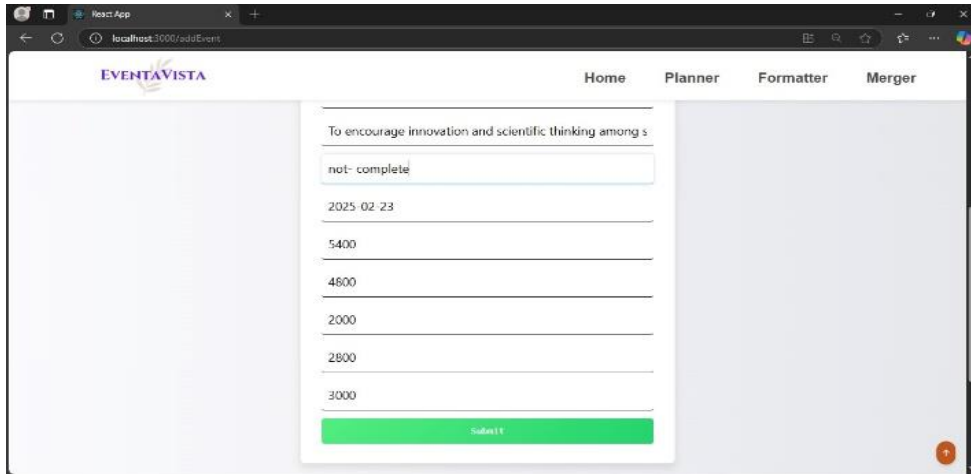 React App
localhost:3000/addEvent
EVENTAVISTA
Home Planner Formatter Merger
To encourage innovation and scientific thinking among s
not- complete
2025-02-23
5400
4800
2000
2800
3000
Submit